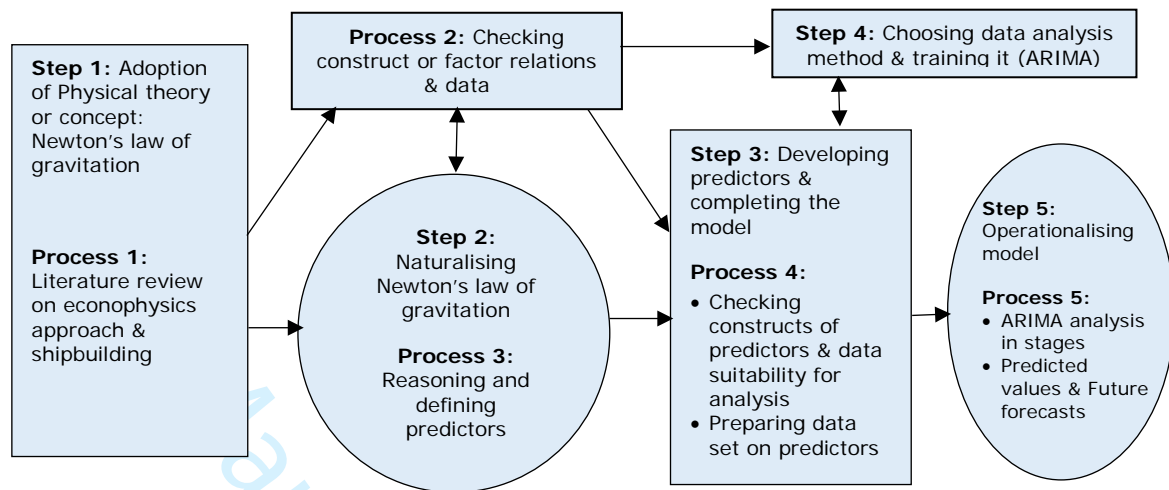 Step 1: Adoption
of Physical theory
or concept:
Newton's law of
gravitation
Process 1:
Literature review
on econophysics
approach &
shipbuilding
Process 2: Checking
construct or factor relations
& data
Step 2:
Naturalising
Newton's law of
gravitation
Process 3:
Reasoning and
defining
predictors
Step 4: Choosing data analysis
method & training it (ARIMA)
Step 3: Developing
predictors &
completing the
model
Process 4:
• Checking
constructs of
predictors & data
suitability for
analysis
• Preparing data
set on predictors
Step 5:
Operationalising
model
Process 5:
• ARIMA analysis
in stages
• Predicted
values & Future
forecasts